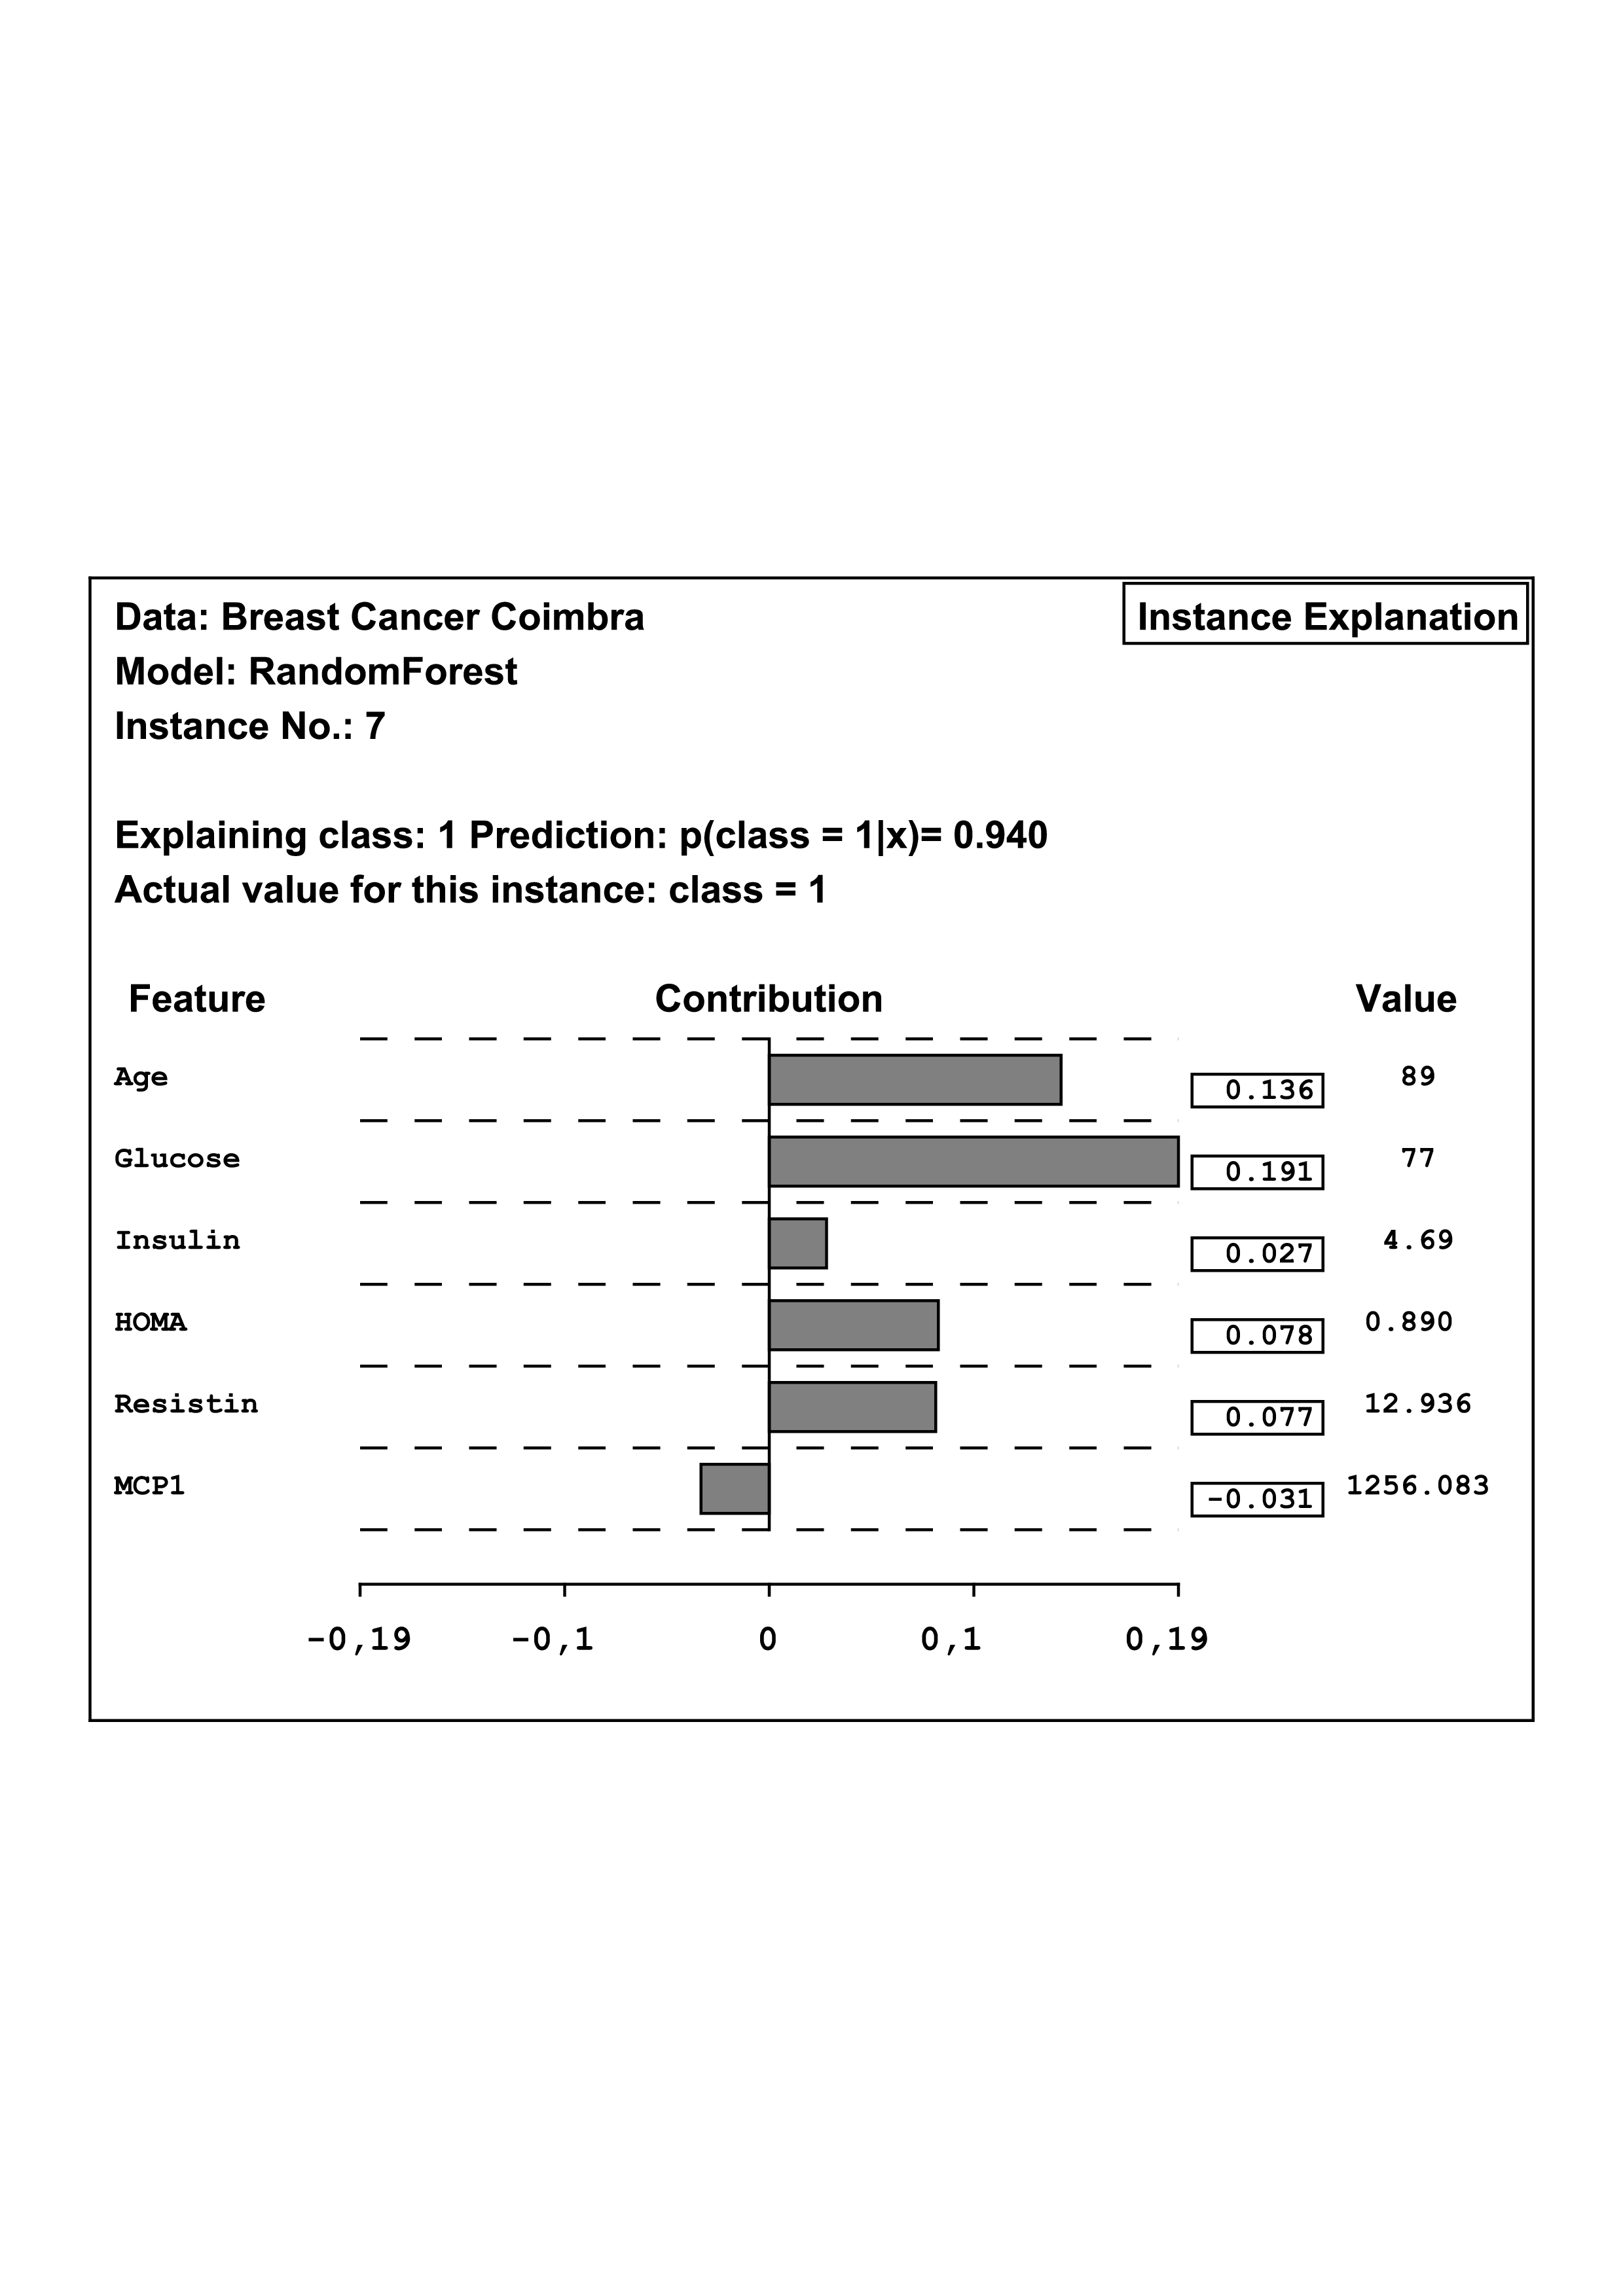 Data: Breast Cancer Coimbra
Instance Explanation
Model: RandomForest
Instance No.: 7
Explaining class: 1 Prediction: p(class = 1|x)= 0.940
Actual value for this instance: class = 1
Feature Contribution Value
Age 0.136 89
Glucose 0.191 77
Insulin 0.027 4.69
HOMA 0.078 0.890
Resistin 0.077 12.936
MCP1 -0.031 1256.083
-0,19 -0,1 0 0,1 0,19